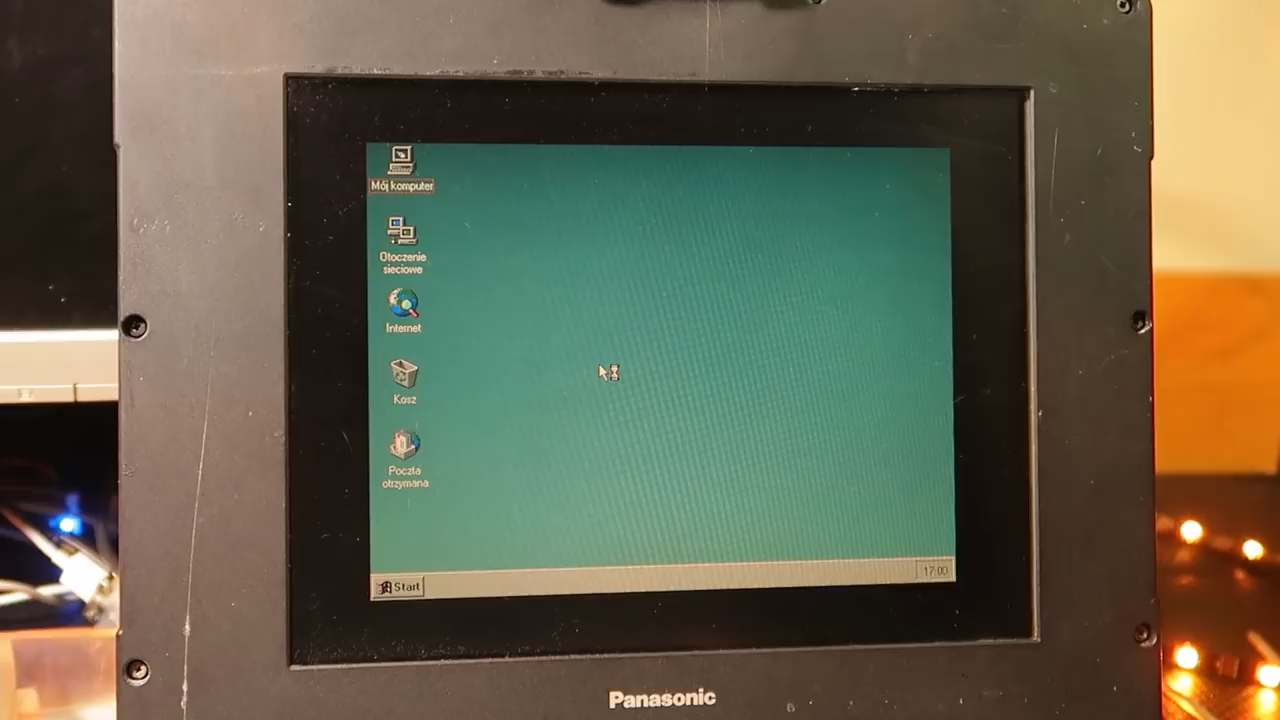 Mój komputer
Otoczenie
sieciowe
Internet
Kosz
Poczta
otrzymana
Start
17:00
Panasonic